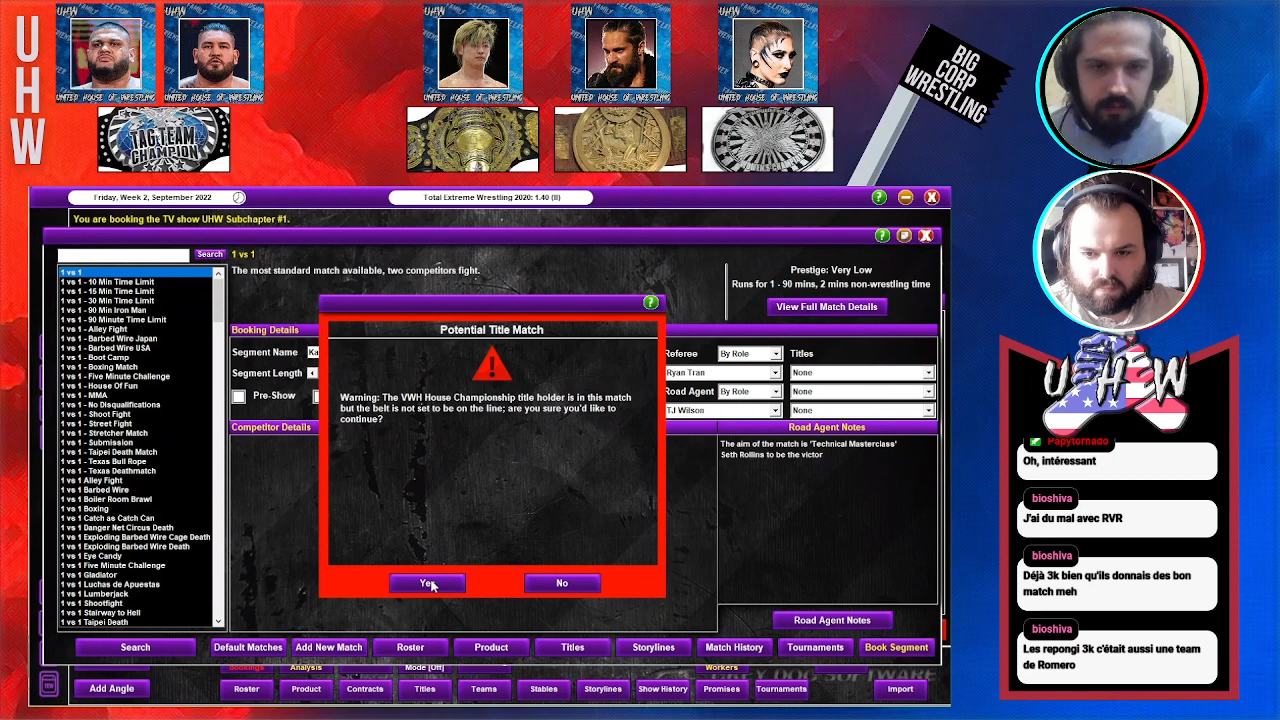 UHW
UNITED HOUSE OF WRESTLING
UNITED HOUSE OF WRESTLING
UNITED HOUSE OF WRESTLING
UNITED HOUSE OF WRESTLING
UNITED HOUSE OF WRESTLING
TAG TEAM
CHAMPION
BIG
CORP
WRESTLING
Friday, Week 2, September 2022
Total Extreme Wrestling 2020: 1.40 (II)
You are booking the TV show UHW Subchapter #1.
Search
1 vs 1
The most standard match available, two competitors fight.
Prestige: Very Low
Runs for 1 - 90 mins, 2 mins non-wrestling time
View Full Match Details
1 vs 1
1 vs 1 - 10 Min Time Limit
1 vs 1 - 15 Min Time Limit
1 vs 1 - 30 Min Time Limit
1 vs 1 - 90 Min Iron Man
1 vs 1 - 90 Minute Time Limit
1 vs 1 - Alley Fight
1 vs 1 - Barbed Wire Japan
1 vs 1 - Barbed Wire USA
1 vs 1 - Boot Camp
1 vs 1 - Boxing Match
1 vs 1 - Five Minute Challenge
1 vs 1 - House Of Fun
1 vs 1 - MMA
1 vs 1 - No Disqualifications
1 vs 1 - Shoot Fight
1 vs 1 - Street Fight
1 vs 1 - Stretcher Match
1 vs 1 - Submission
1 vs 1 - Taipei Death Match
1 vs 1 - Texas Bull Rope
1 vs 1 - Texas Deathmatch
1 vs 1 Alley Fight
1 vs 1 Barbed Wire
1 vs 1 Boiler Room Brawl
1 vs 1 Boxing
1 vs 1 Catch as Catch Can
1 vs 1 Danger Net Circus Death
1 vs 1 Exploding Barbed Wire Cage Death
1 vs 1 Exploding Barbed Wire Death
1 vs 1 Eye Candy
1 vs 1 Five Minute Challenge
1 vs 1 Gladiator
1 vs 1 Luchas de Apuestas
1 vs 1 Lumberjack
1 vs 1 Shootfight
1 vs 1 Stairway to Hell
1 vs 1 Taipei Death
Booking Details
Segment Name Ka
Segment Length
Pre-Show
Competitor Details
Potential Title Match
Warning: The VWH House Championship title holder is in this match
but the belt is not set to be on the line; are you sure you'd like to
continue?
Yes
No
Referee By Role Titles
Ryan Tran None
Road Agent By Role None
TJ Wilson None
Road Agent Notes
The aim of the match is 'Technical Masterclass'
Seth Rollins to be the victor
Road Agent Notes
Search
Default Matches
Add New Match
Roster
Product
Titles
Storylines
Match History
Tournaments
Book Segment
Bookings
Analysis
Mode [Off]
Workers
GREY DOG SOFTWARE
Add Angle
Roster
Product
Contracts
Titles
Teams
Stables
Storylines
Show History
Promises
Tournaments
Import
UHW
Papytornado
Oh, intéressant
bioshiva
J'ai du mal avec RVR
bioshiva
Déjà 3k bien qu'ils donnais des bon
match meh
bioshiva
Les repongi 3k c'était aussi une team
de Romero